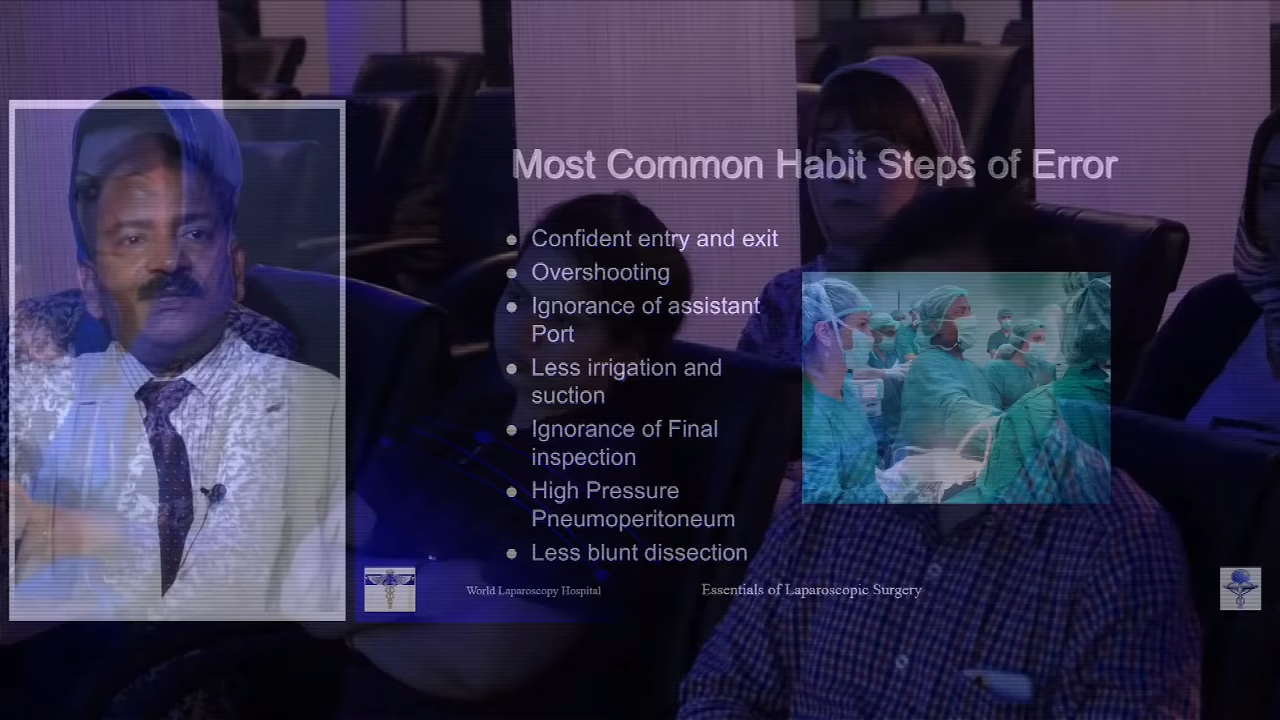 Most Common Habit Steps of Error
● Confident entry and exit
● Overshooting
● Ignorance of assistant
Port
● Less irrigation and
suction
● Ignorance of Final
inspection
● High Pressure
Pneumoperitoneum
● Less blunt dissection
World Laparoscopy Hospital
Essentials of Laparoscopic Surgery